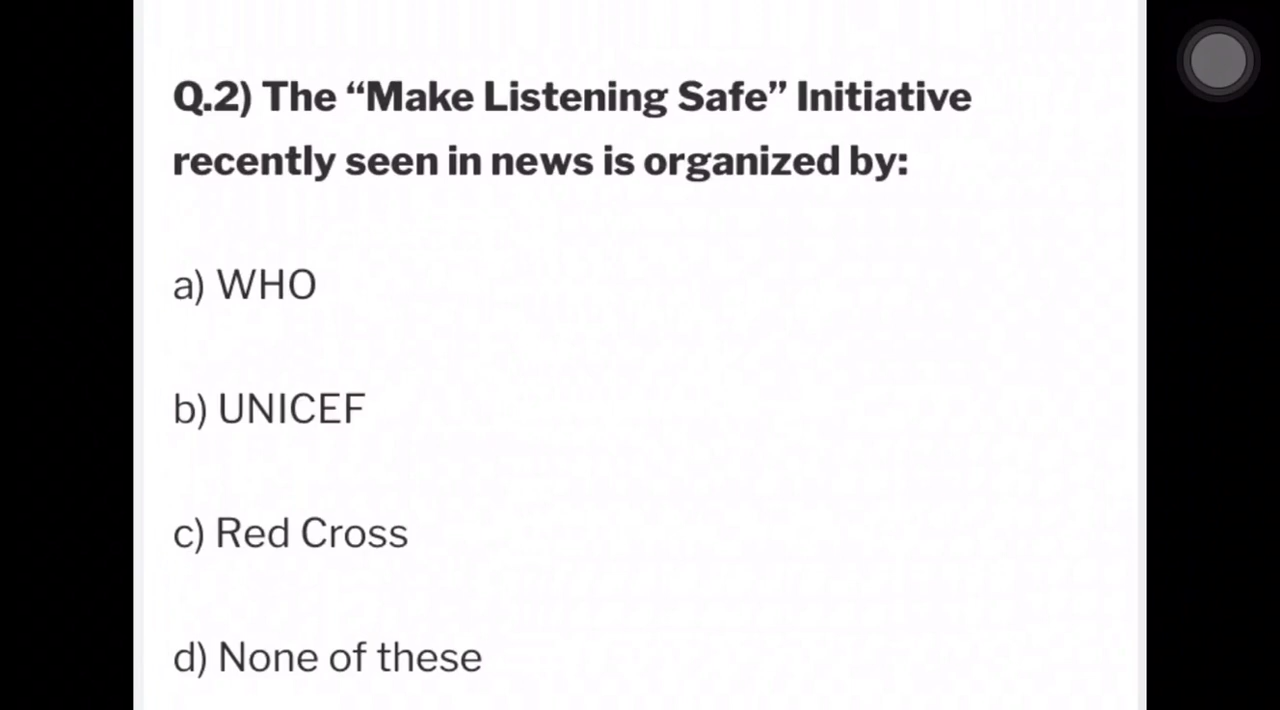 Q.2) The “Make Listening Safe” Initiative
recently seen in news is organized by:
a) WHO
b) UNICEF
c) Red Cross
d) None of these